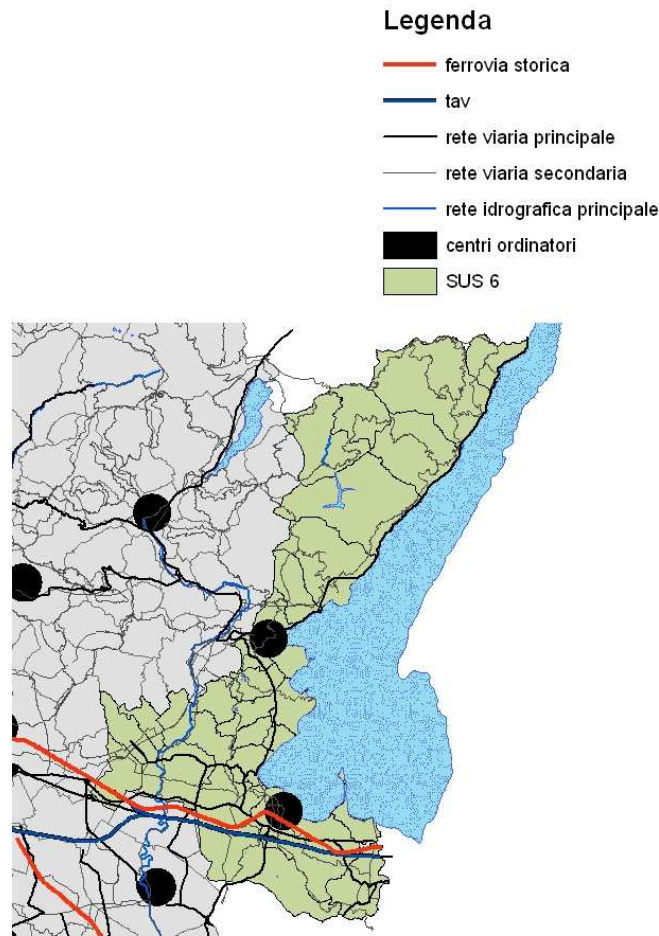 Legenda
ferrovia storica
tav
rete viaria principale
rete viaria secondaria
rete idrografica principale
centri ordinatori
SUS 6